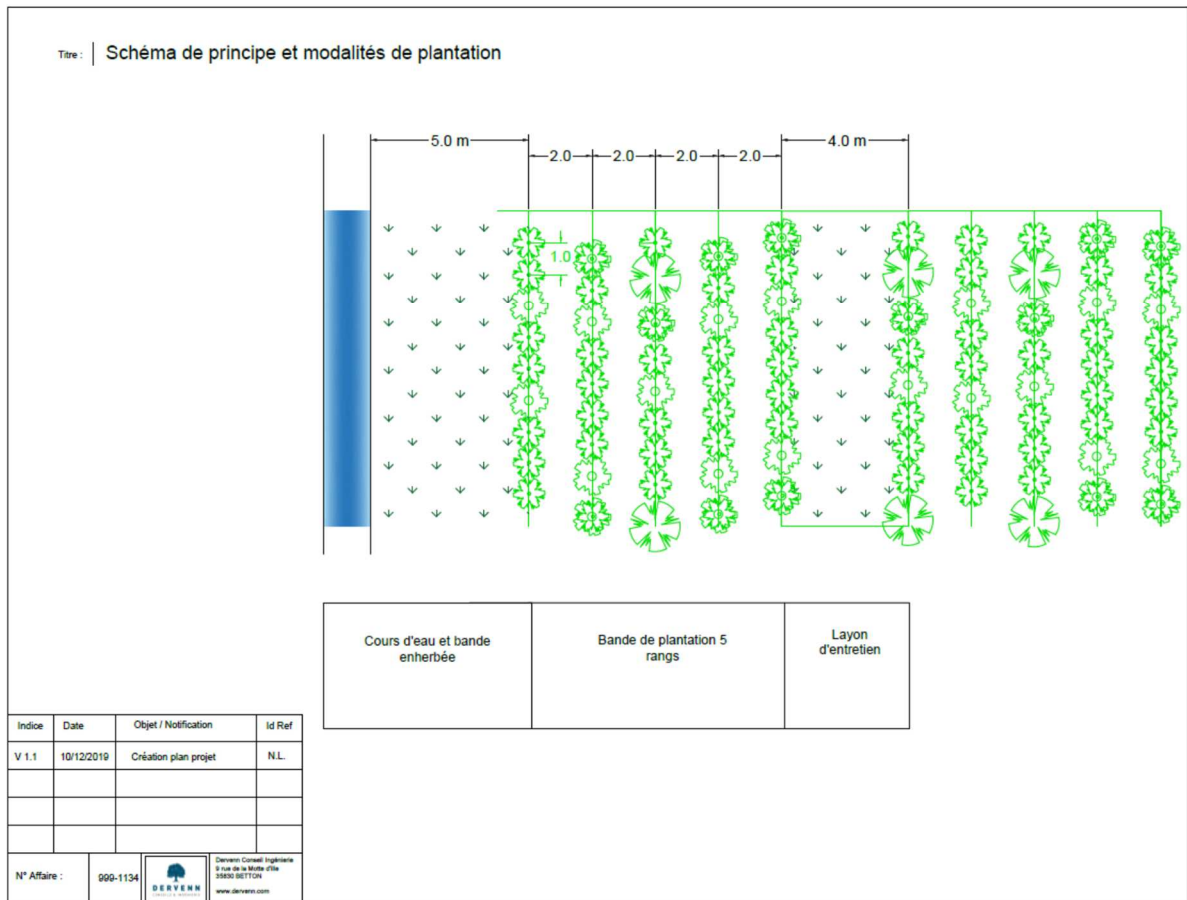 Titre : Schéma de principe et modalités de plantation
5.0 m
4.0 m
2.0 2.0 2.0 2.0
1.0
Cours d'eau et bande
enherbée
Bande de plantation 5
rangs
Layon
d'entretien
Indice Date Objet / Notification Id Ref
V 1.1 10/12/2019 Création plan projet N.L.
N° Affaire : 999-1134
DERVENN
Dervenn Conseil Ingénierie
9 rue de la Motte d'Ille
35830 BETTON
www.dervenn.com